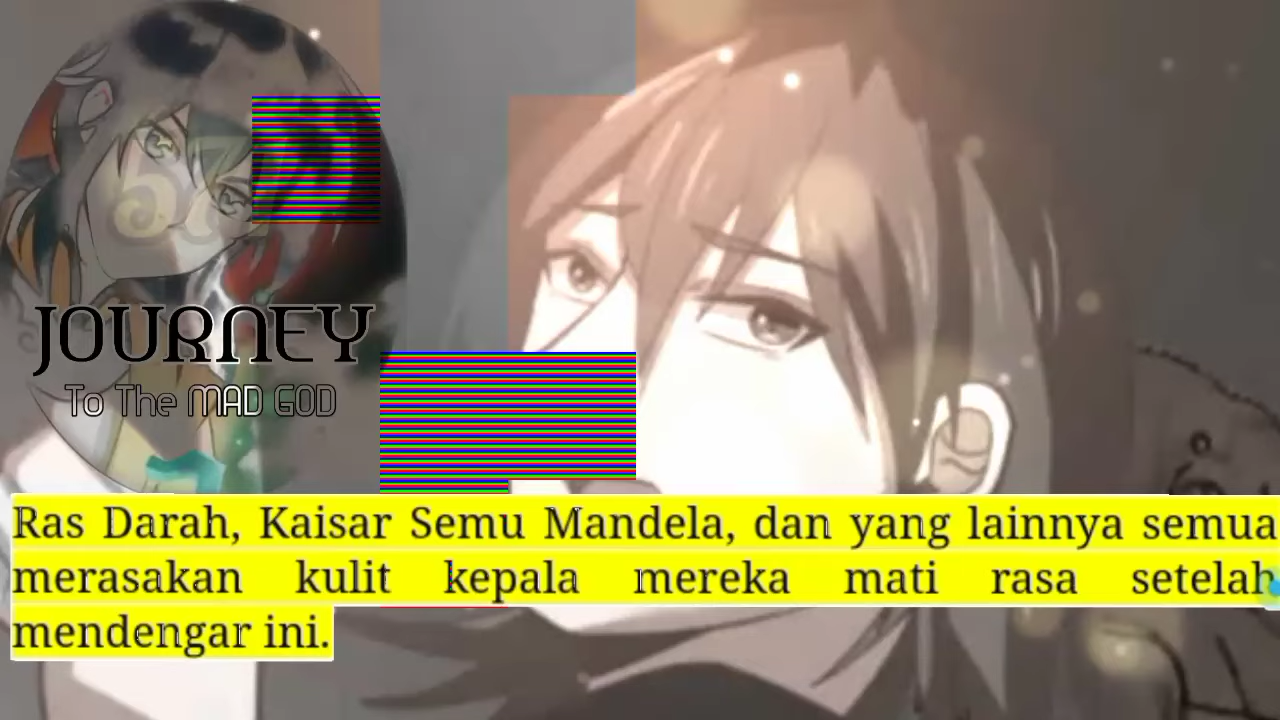 JOURNEY
To The MAD GOD
Ras Darah, Kaisar Semu Mandela, dan yang lainnya semua
merasakan kulit kepala mereka mati rasa setelah
mendengar ini.